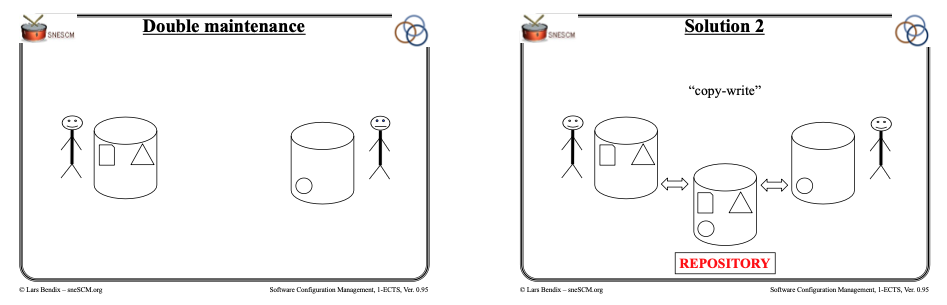 SNESCM
Double maintenance
© Lars Bendix – sneSCM.org
Software Configuration Management, 1-ECTS, Ver. 0.95
SNESCM
Solution 2
“copy-write”
REPOSITORY
© Lars Bendix – sneSCM.org
Software Configuration Management, 1-ECTS, Ver. 0.95